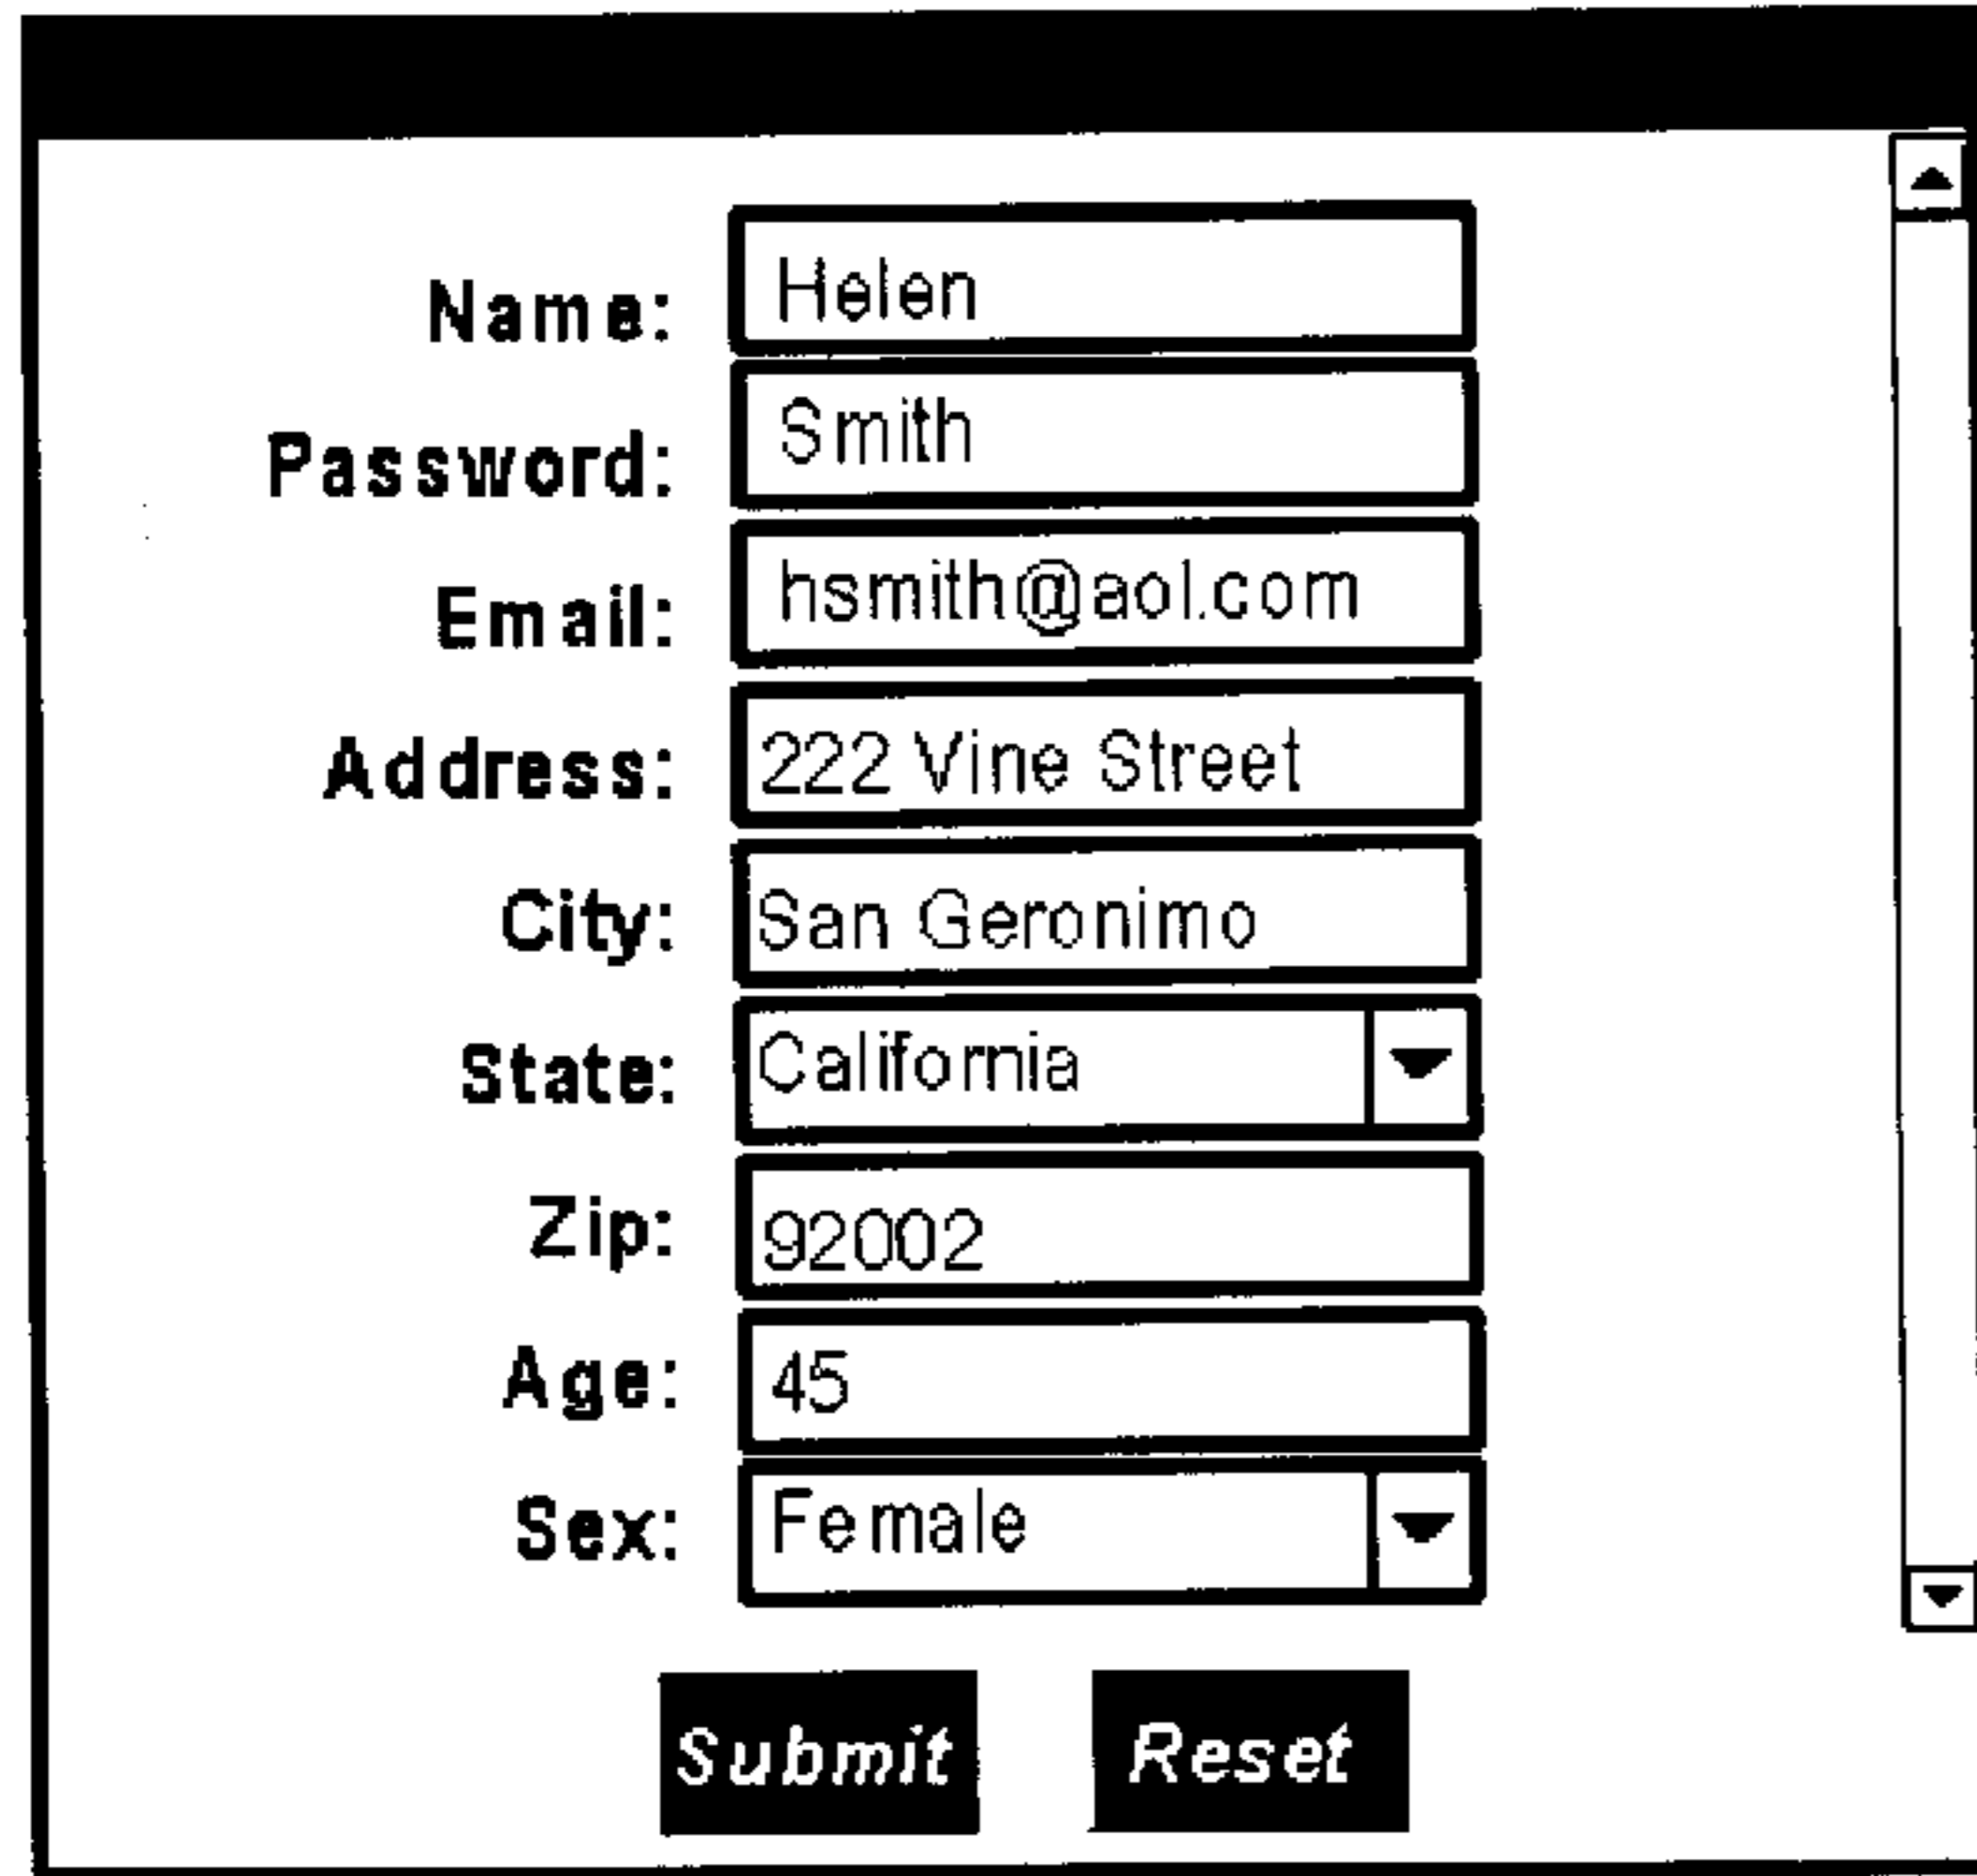 Name: Helen
Password: Smith
Email: hsmith@aol.com
Address: 222 Vine Street
City: San Geronimo
State: California
Zip: 92002
Age: 45
Sex: Female
Submit Reset